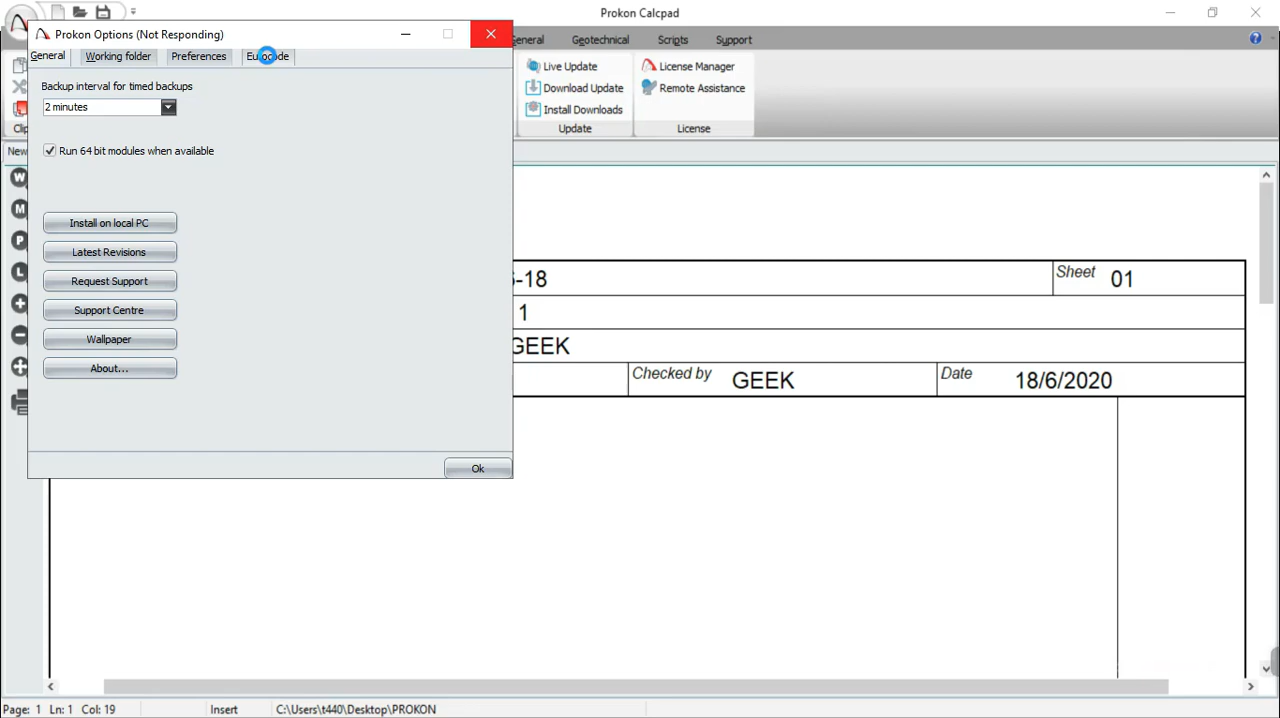 Prokon Calcpad
Prokon Options (Not Responding)
General
Working folder
Preferences
Eurocode
Backup interval for timed backups
2 minutes
Run 64 bit modules when available
Install on local PC
Latest Revisions
Request Support
Support Centre
Wallpaper
About...
Ok
General
Geotechnical
Scripts
Support
Live Update
Download Update
Install Downloads
Update
License Manager
Remote Assistance
License
Clip
New
W
M
P
L
-18
Sheet
01
1
GEEK
Checked by
GEEK
Date
18/6/2020
Page: 1 Ln: 1 Col: 19
Insert
C:\Users\t440\Desktop\PROKON